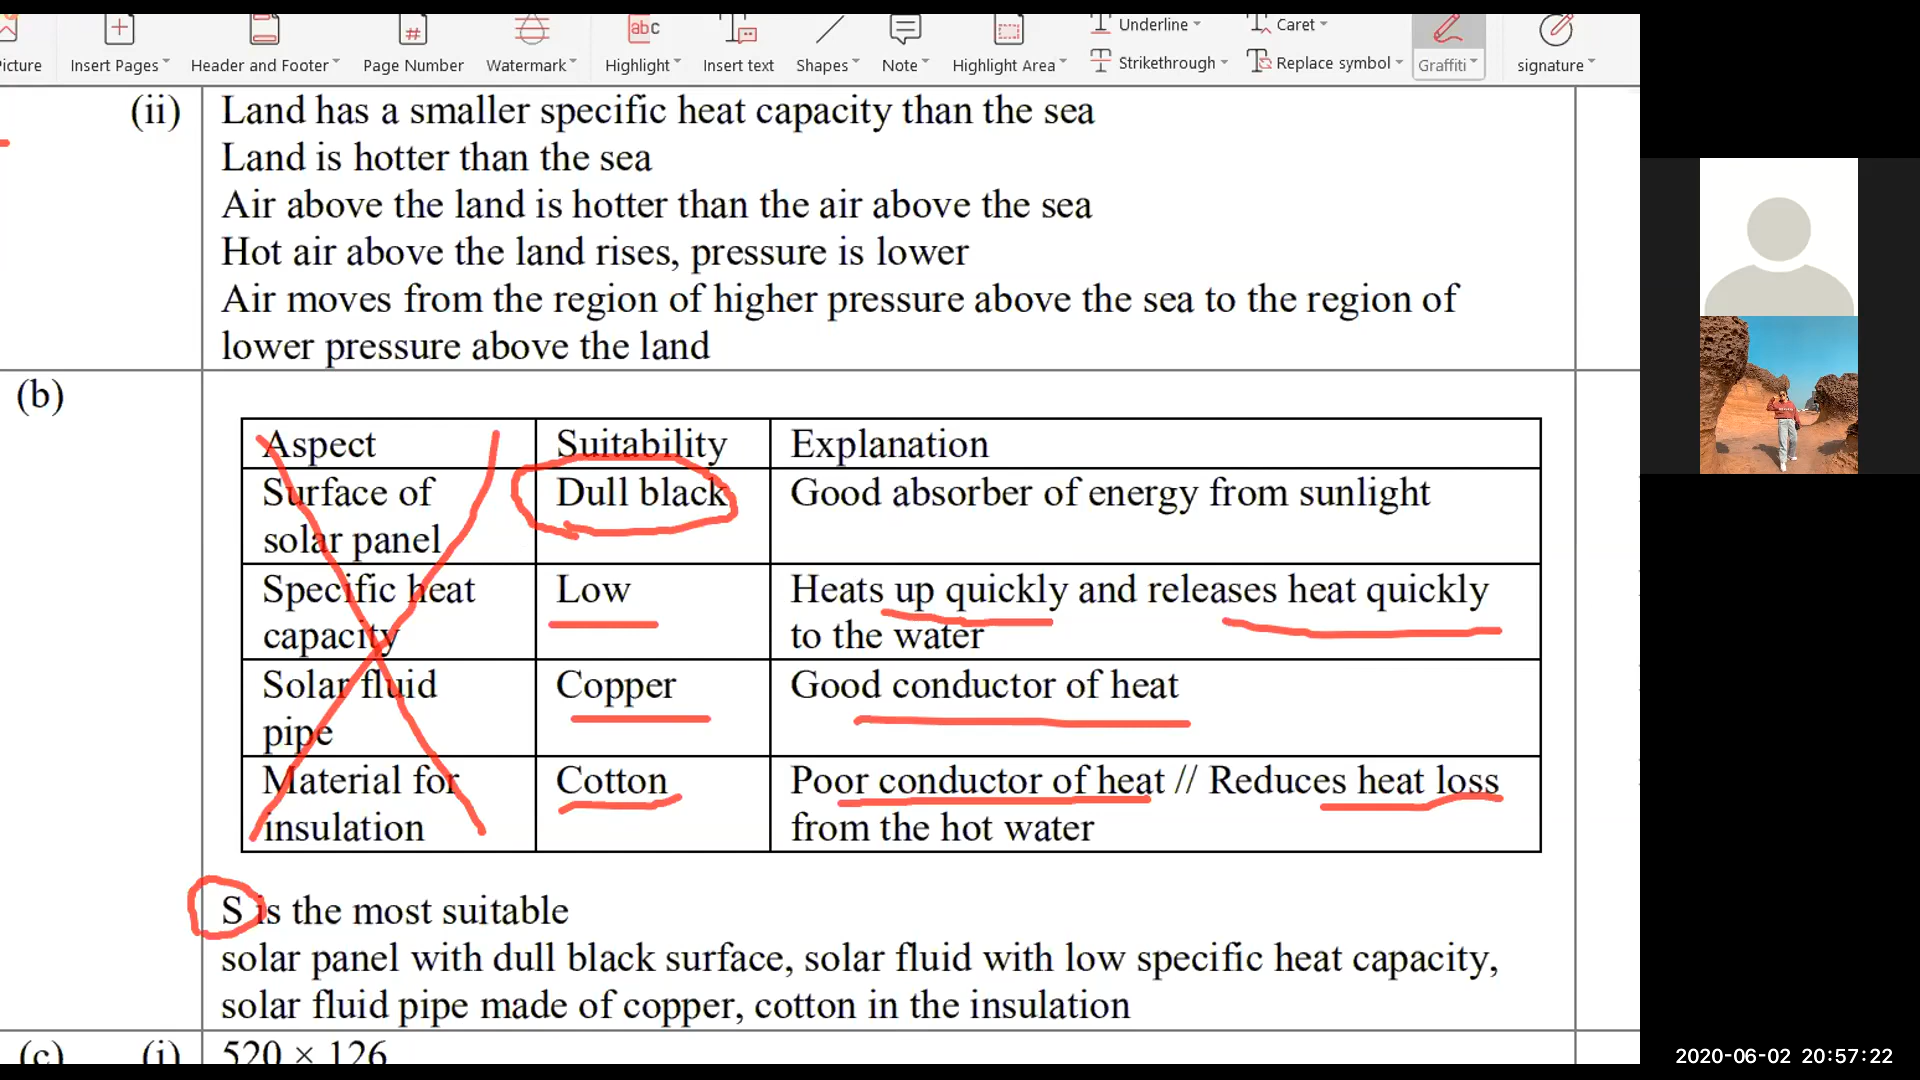 icture
Insert Pages
Header and Footer
Page Number
Watermark
Highlight
abc
Insert text
Shapes
Note
Highlight Area
Underline
Strikethrough
Caret
Replace symbol
Graffiti
signature
(ii) Land has a smaller specific heat capacity than the sea
Land is hotter than the sea
Air above the land is hotter than the air above the sea
Hot air above the land rises, pressure is lower
Air moves from the region of higher pressure above the sea to the region of
lower pressure above the land
(b)
Aspect Suitability Explanation
Surface of Dull black Good absorber of energy from sunlight
solar panel
Specific heat Low Heats up quickly and releases heat quickly
capacity to the water
Solar fluid Copper Good conductor of heat
pipe
Material for Cotton Poor conductor of heat // Reduces heat loss
insulation from the hot water
S is the most suitable
solar panel with dull black surface, solar fluid with low specific heat capacity,
solar fluid pipe made of copper, cotton in the insulation
(c) (i) 520 × 126
2020-06-02 20:57:22